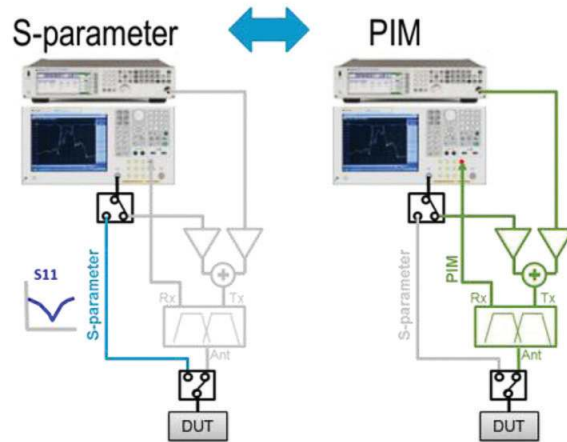 S-parameter
PIM
S11
S-parameter
Rx
Tx
Ant
DUT
S-parameter
PIM
Rx
Tx
Ant
DUT